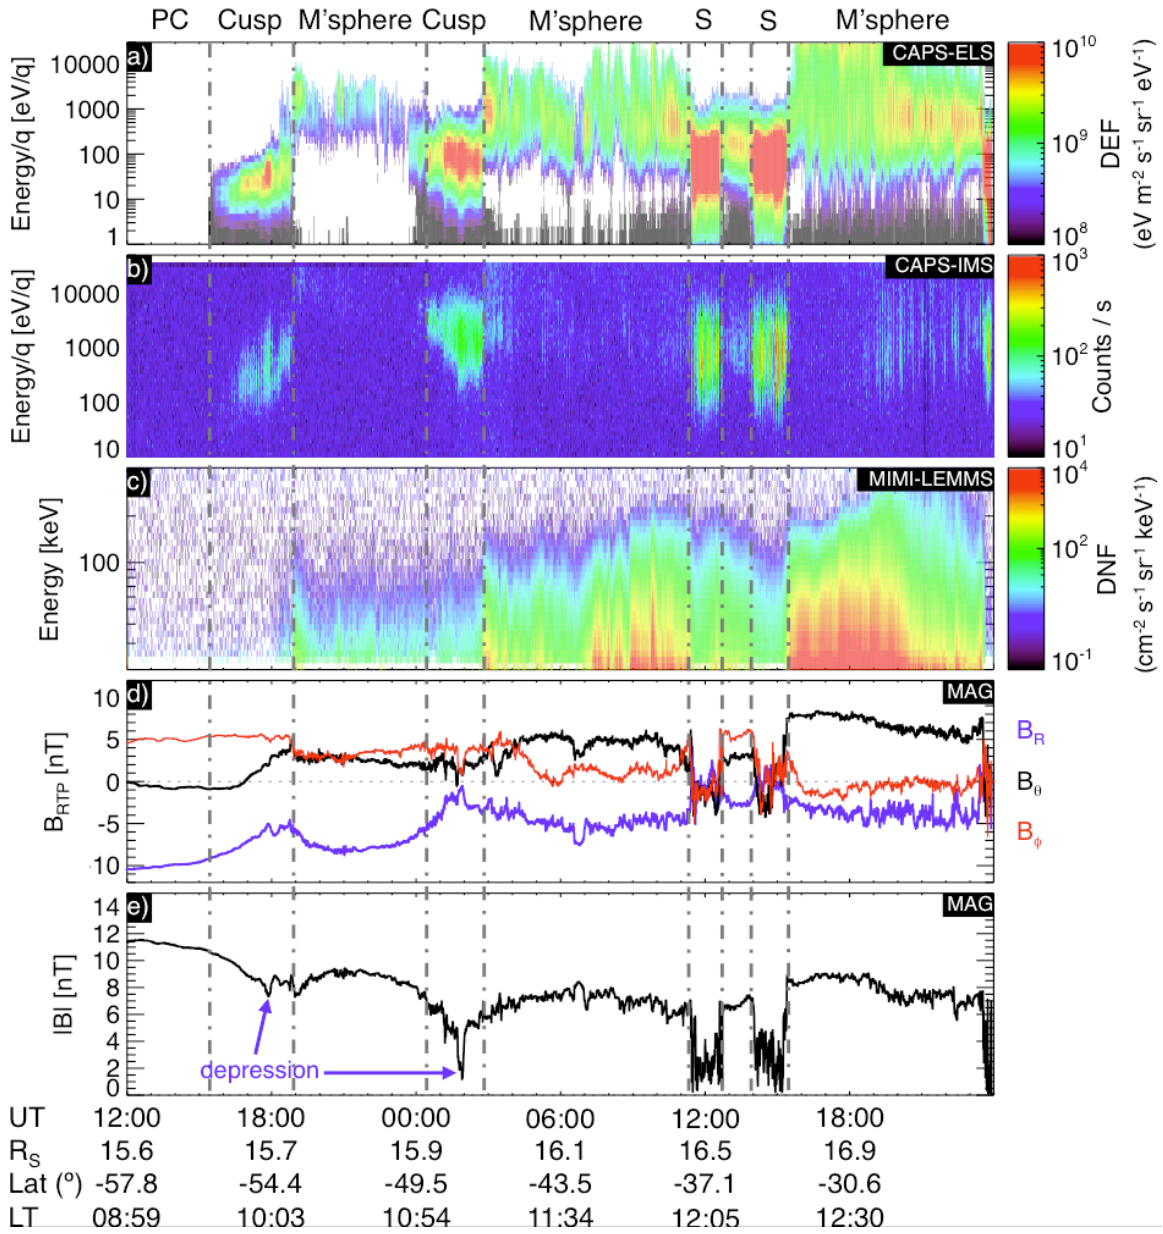 PC Cusp M'sphere Cusp M'sphere S S M'sphere
a) CAPS-ELS
Energy/q [eV/q]
10000
1000
100
10
1
10^10
10^9
10^8
DEF
(eV m^-2 s^-1 sr^-1 eV^-1)
b) CAPS-IMS
Energy/q [eV/q]
10000
1000
100
10
10^3
10^2
10^1
Counts / s
c) MIMI-LEMMS
Energy [keV]
100
10^4
10^2
10^-1
DNF
(cm^-2 s^-1 sr^-1 keV^-1)
d) MAG
B_RTP [nT]
10
5
0
-5
-10
B_R
B_θ
B_ϕ
e) MAG
|B| [nT]
14
12
10
8
6
4
2
0
depression
UT 12:00 18:00 00:00 06:00 12:00 18:00
R_S 15.6 15.7 15.9 16.1 16.5 16.9
Lat (º) -57.8 -54.4 -49.5 -43.5 -37.1 -30.6
LT 08:59 10:03 10:54 11:34 12:05 12:30